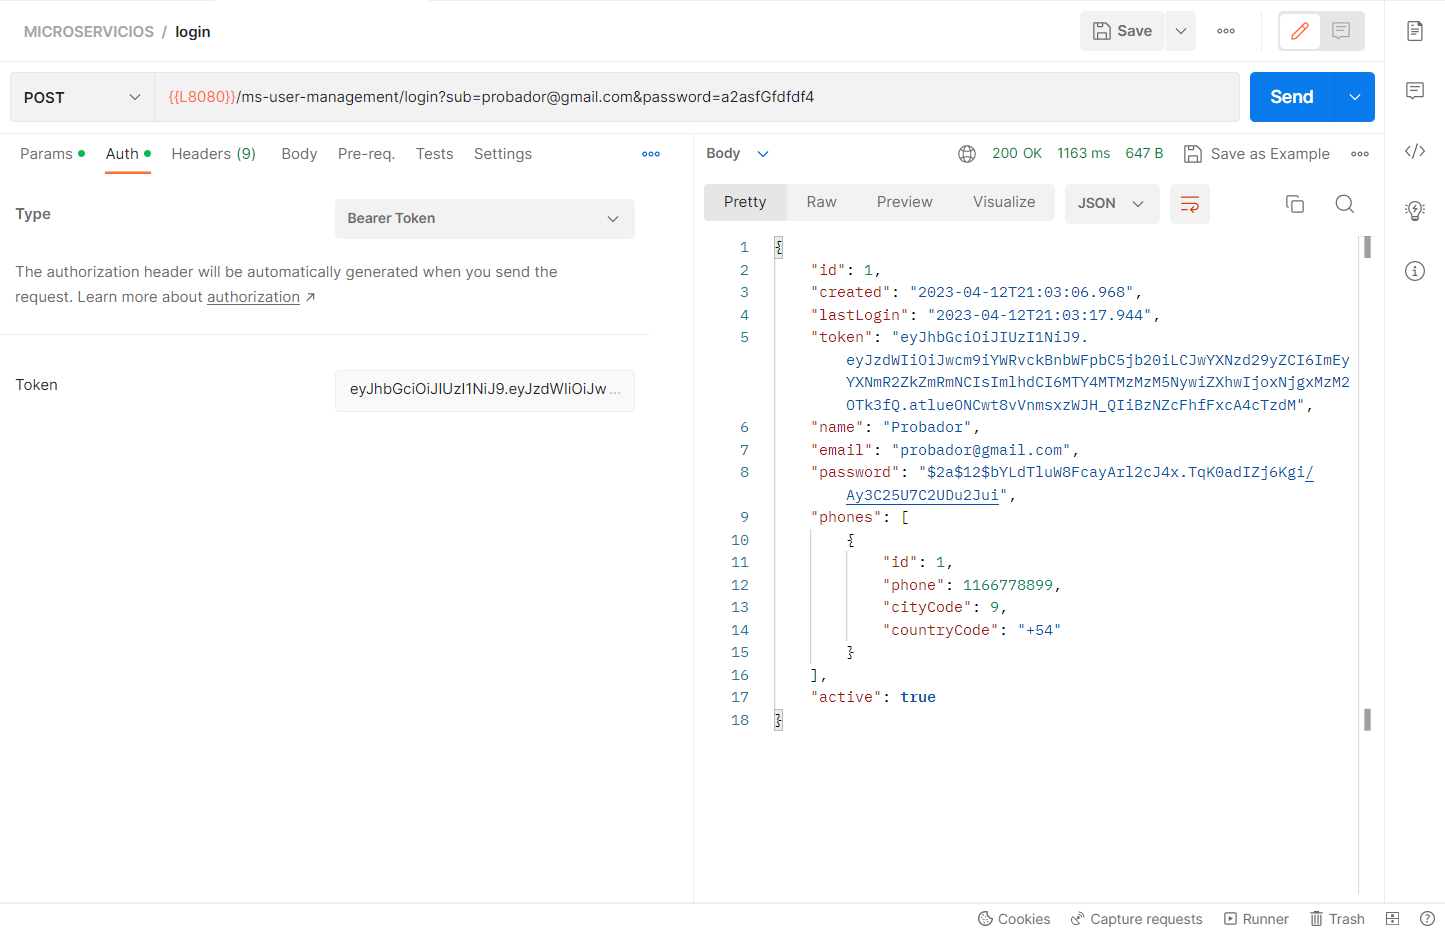 MICROSERVICIOS / login
Save
POST
{{L8080}}/ms-user-management/login?sub=probador@gmail.com&password=a2asfGfdfdf4
Send
Params Auth Headers (9) Body Pre-req. Tests Settings
Type
Bearer Token
The authorization header will be automatically generated when you send the
request. Learn more about authorization ↗
Token
eyJhbGciOiJIUzI1NiJ9.eyJzdWIiOiJw ...
Body
200 OK 1163 ms 647 B Save as Example
Pretty Raw Preview Visualize JSON
1 {
2 "id": 1,
3 "created": "2023-04-12T21:03:06.968",
4 "lastLogin": "2023-04-12T21:03:17.944",
5 "token": "eyJhbGciOiJIUzI1NiJ9.
eyJzdWIiOiJwcm9iYWRvckBnbWFpbC5jb20iLCJwYXNzd29yZCI6ImEy
YXNmR2ZkZmRmNCIsImlhdCI6MTY4MTMzMzM5NywiZXhwIjoxNjgxMzM2
OTk3fQ.atlueONCwt8vVnmsxzWJH_QIiBzNZcFhfFxcA4cTzdM",
6 "name": "Probador",
7 "email": "probador@gmail.com",
8 "password": "$2a$12$bYLdTluW8FcayArl2cJ4x.TqK0adIZj6Kgi/
Ay3C25U7C2UDu2Jui",
9 "phones": [
10 {
11 "id": 1,
12 "phone": 1166778899,
13 "cityCode": 9,
14 "countryCode": "+54"
15 }
16 ],
17 "active": true
18 }
Cookies Capture requests Runner Trash